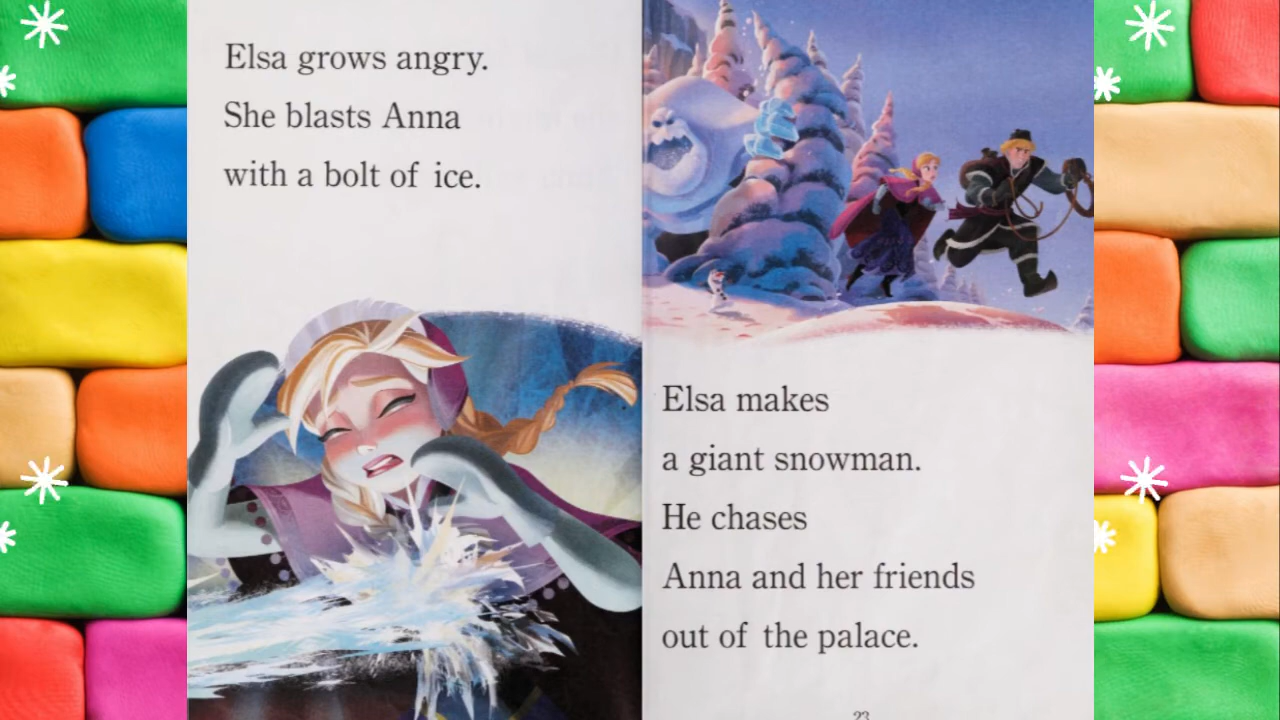 Elsa grows angry.
She blasts Anna
with a bolt of ice.
Elsa makes
a giant snowman.
He chases
Anna and her friends
out of the palace.
23